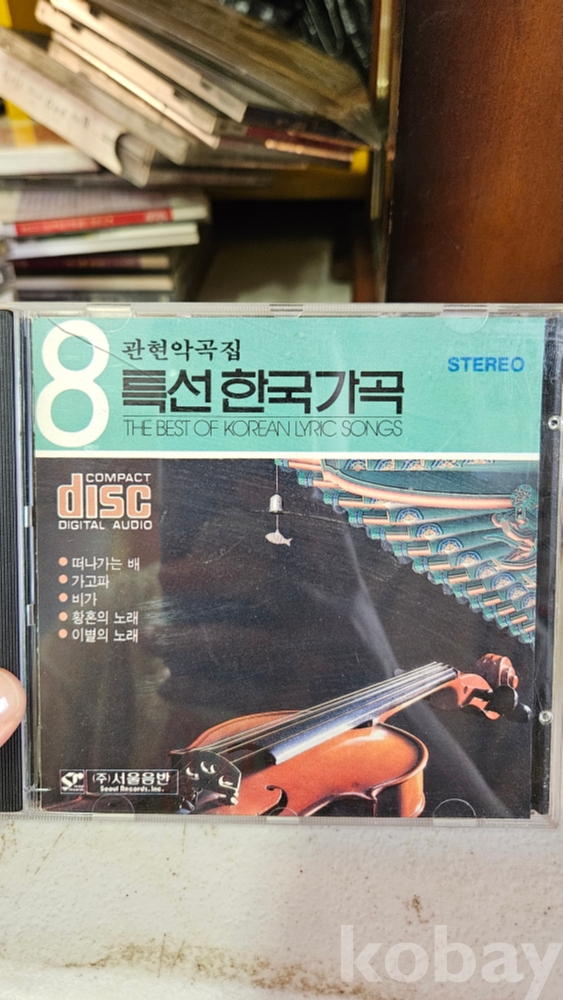 8
관현악곡집
특선 한국가곡
THE BEST OF KOREAN LYRIC SONGS
STEREO
COMPACT
disc
DIGITAL AUDIO
떠나가는 배
가고파
비가
황혼의 노래
이별의 노래
(주)서울음반
Seoul Records, Inc.
kobay